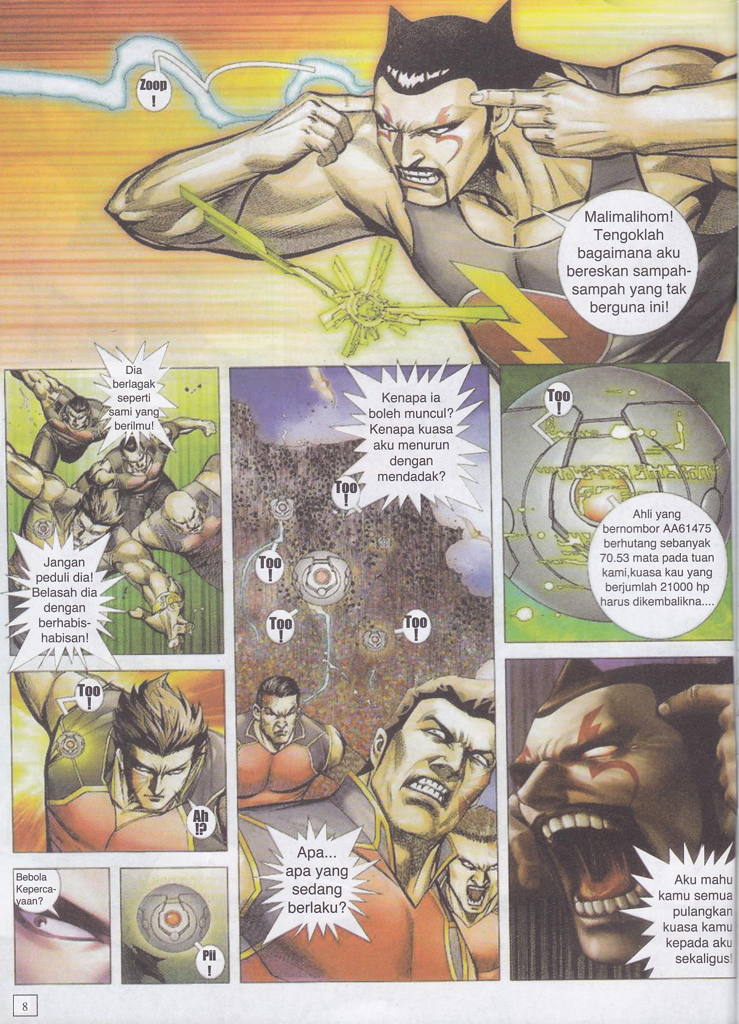 Zoop
!
Malimalihom!
Tengoklah
bagaimana aku
bereskan sampah-
sampah yang tak
berguna ini!
Dia
berlagak
seperti
sami yang
berilmu!
Jangan
peduli dia!
Belasah dia
dengan
berhabis-
habisan!
Too
!
Ah
!?
Bebola
Keperca-
yaan?
Pii
!
Kenapa ia
boleh muncul?
Kenapa kuasa
aku menurun
dengan
mendadak?
Too
!
Too
!
Too
!
Too
!
Apa...
apa yang
sedang
berlaku?
Too
!
Ahli yang
bernombor AA61475
berhutang sebanyak
70.53 mata pada tuan
kami,kuasa kau yang
berjumlah 21000 hp
harus dikembalikna....
Aku mahu
kamu semua
pulangkan
kuasa kamu
kepada aku
sekaligus!
8